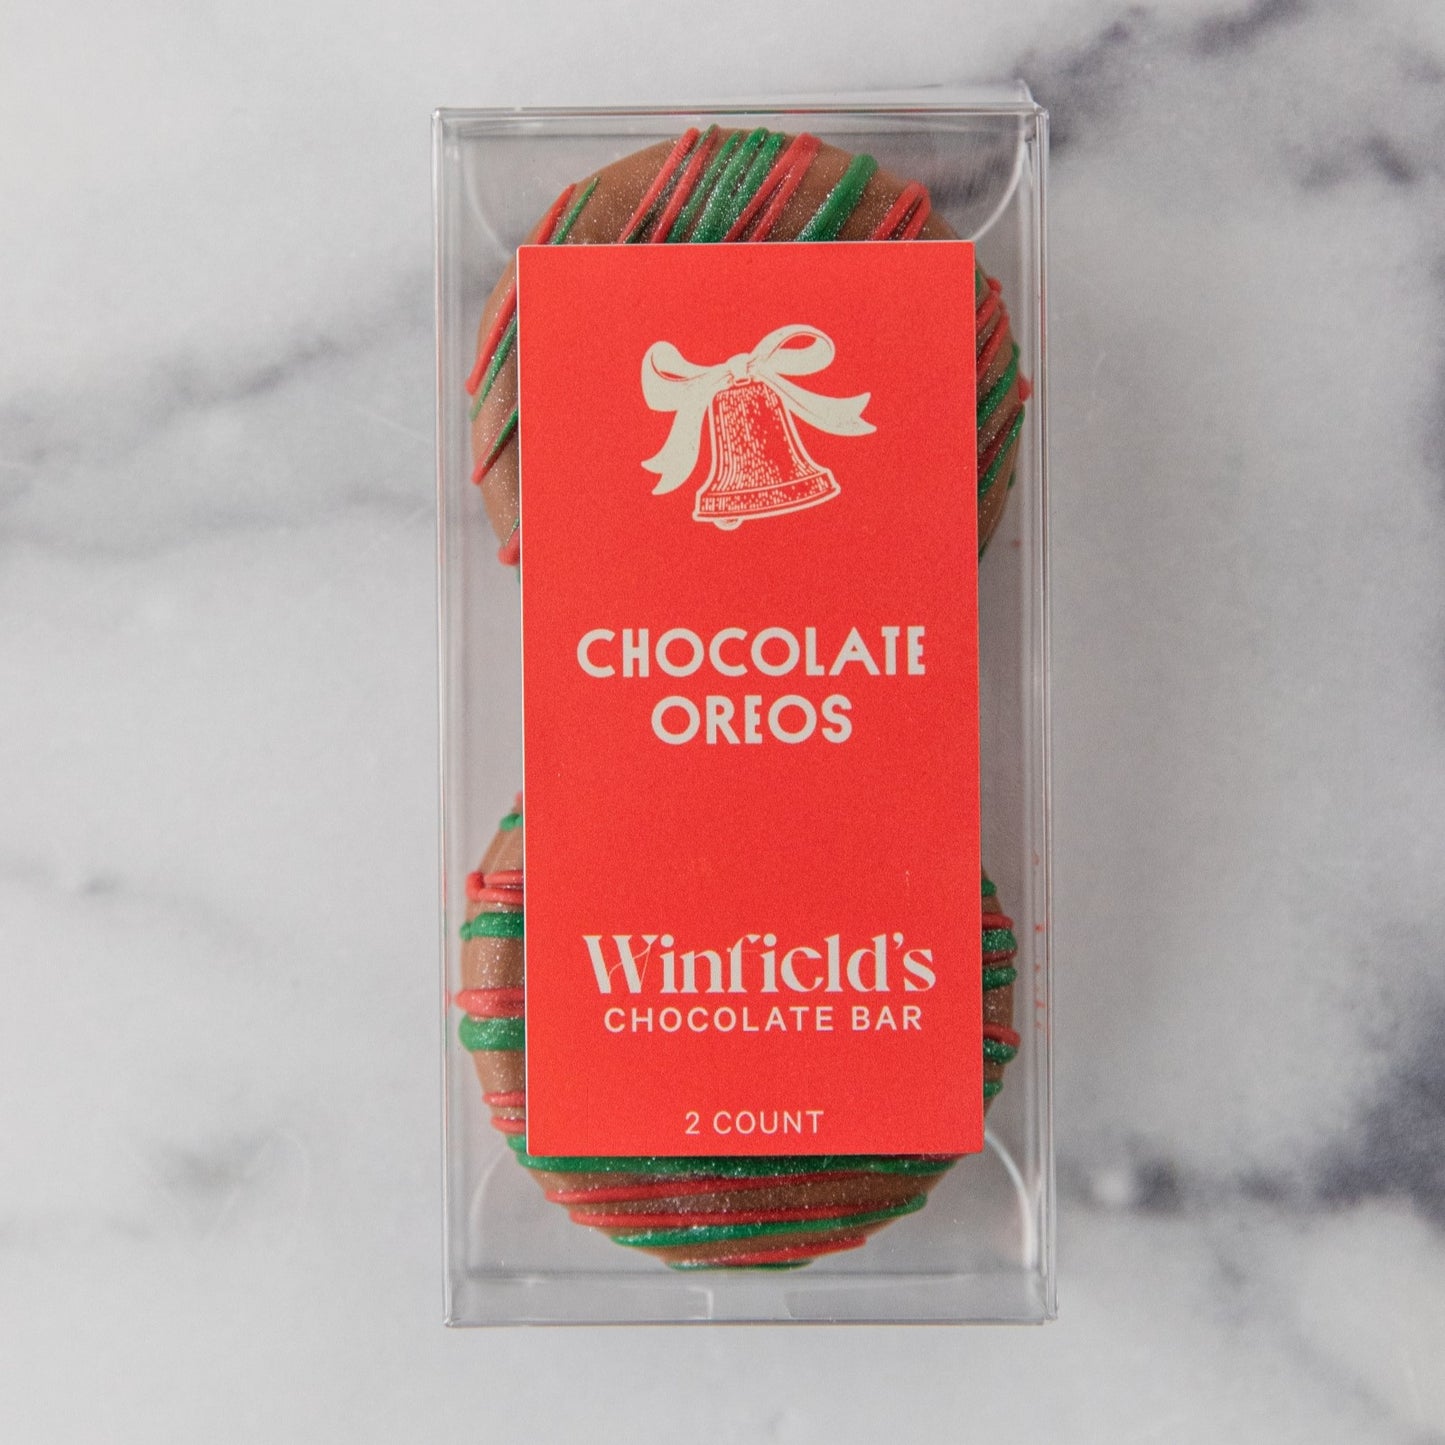 CHOCOLATE
OREOS
Winfield's
CHOCOLATE BAR
2 COUNT